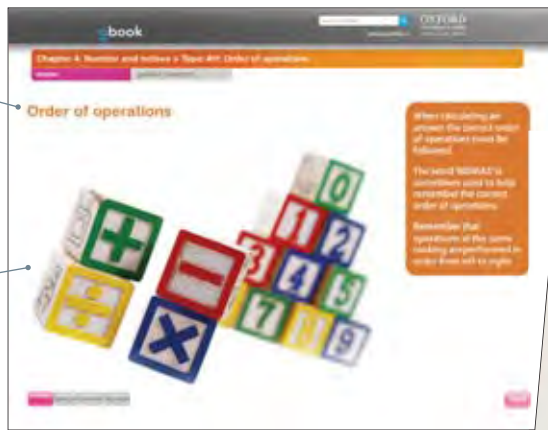 obook
OXFORD
Chapter 4: Number and indices > Topic 4H: Order of operations
Order of operations
When calculating an
answer the correct order
of operations must be
followed.
The word 'BIDMAS' is
sometimes used to help
remember the correct
order of operations.
Remember that
operations of the same
ranking are performed in
order from left to right.
+ −
÷ ×
0
1 2
3 4 5
7 9